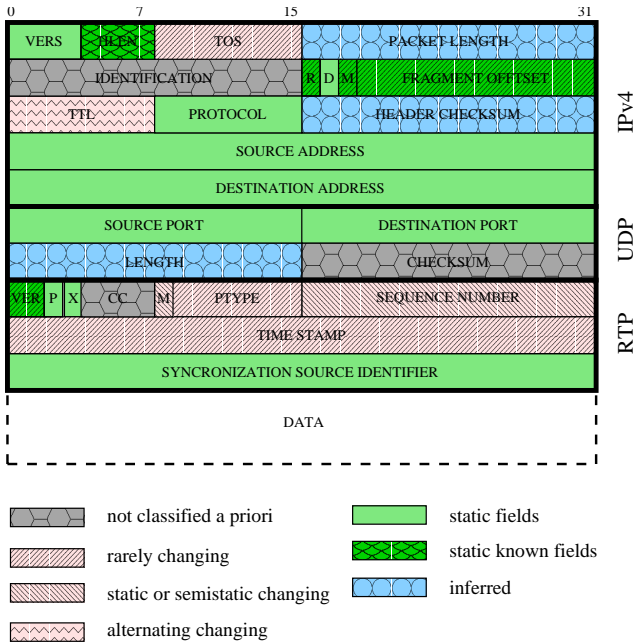 0 7 15 31
VERS HLEN TOS PACKET LENGTH
IDENTIFICATION R D M FRAGMENT OFFSET
TTL PROTOCOL HEADER CHECKSUM
SOURCE ADDRESS
DESTINATION ADDRESS
IPv4
SOURCE PORT DESTINATION PORT
LENGTH CHECKSUM
UDP
VER P X CC M PTYPE SEQUENCE NUMBER
TIME STAMP
SYNCRONIZATION SOURCE IDENTIFIER
RTP
DATA
not classified a priori
rarely changing
static or semistatic changing
alternating changing
static fields
static known fields
inferred